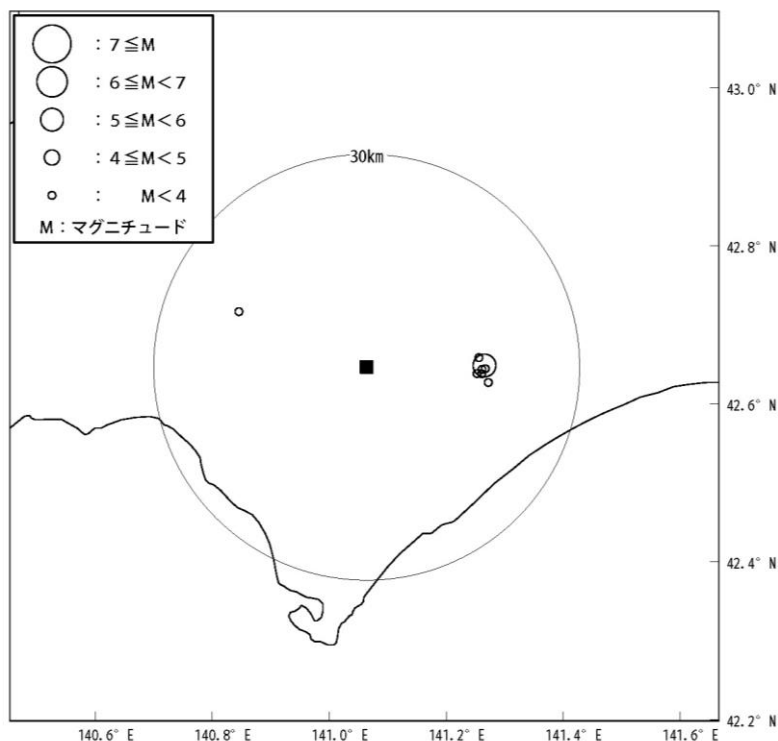 ：7≦M
：6≦M＜7
：5≦M＜6
：4≦M＜5
：　M＜4
M：マグニチュード
30km
43.0° N
42.8° N
42.6° N
42.4° N
42.2° N
140.6° E
140.8° E
141.0° E
141.2° E
141.4° E
141.6° E